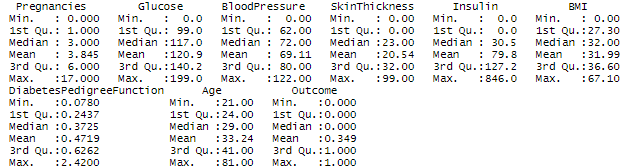 Pregnancies Glucose BloodPressure SkinThickness Insulin BMI
Min. : 0.000 Min. : 0.0 Min. : 0.00 Min. : 0.00 Min. : 0.0 Min. : 0.00
1st Qu.: 1.000 1st Qu.: 99.0 1st Qu.: 62.00 1st Qu.: 0.00 1st Qu.: 0.0 1st Qu.:27.30
Median : 3.000 Median :117.0 Median : 72.00 Median :23.00 Median : 30.5 Median :32.00
Mean : 3.845 Mean :120.9 Mean : 69.11 Mean :20.54 Mean : 79.8 Mean :31.99
3rd Qu.: 6.000 3rd Qu.:140.2 3rd Qu.: 80.00 3rd Qu.:32.00 3rd Qu.:127.2 3rd Qu.:36.60
Max. :17.000 Max. :199.0 Max. :122.00 Max. :99.00 Max. :846.0 Max. :67.10
DiabetesPedigreeFunction Age Outcome
Min. :0.0780 Min. :21.00 Min. :0.000
1st Qu.:0.2437 1st Qu.:24.00 1st Qu.:0.000
Median :0.3725 Median :29.00 Median :0.000
Mean :0.4719 Mean :33.24 Mean :0.349
3rd Qu.:0.6262 3rd Qu.:41.00 3rd Qu.:1.000
Max. :2.4200 Max. :81.00 Max. :1.000